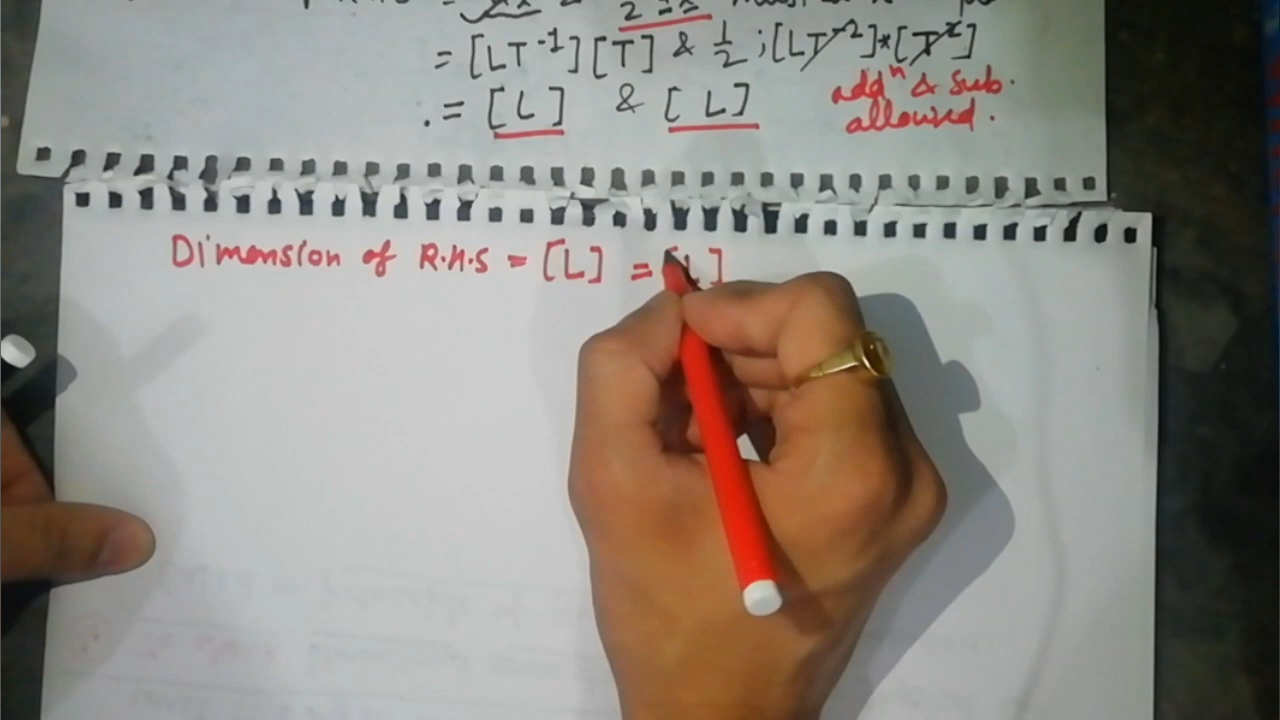 = [LT⁻¹][T] & 1/2 ; [LT⁻²]*[T²]
.= [L] & [L] addⁿ & sub. allowed.
Dimension of R.H.S = [L] = [L]